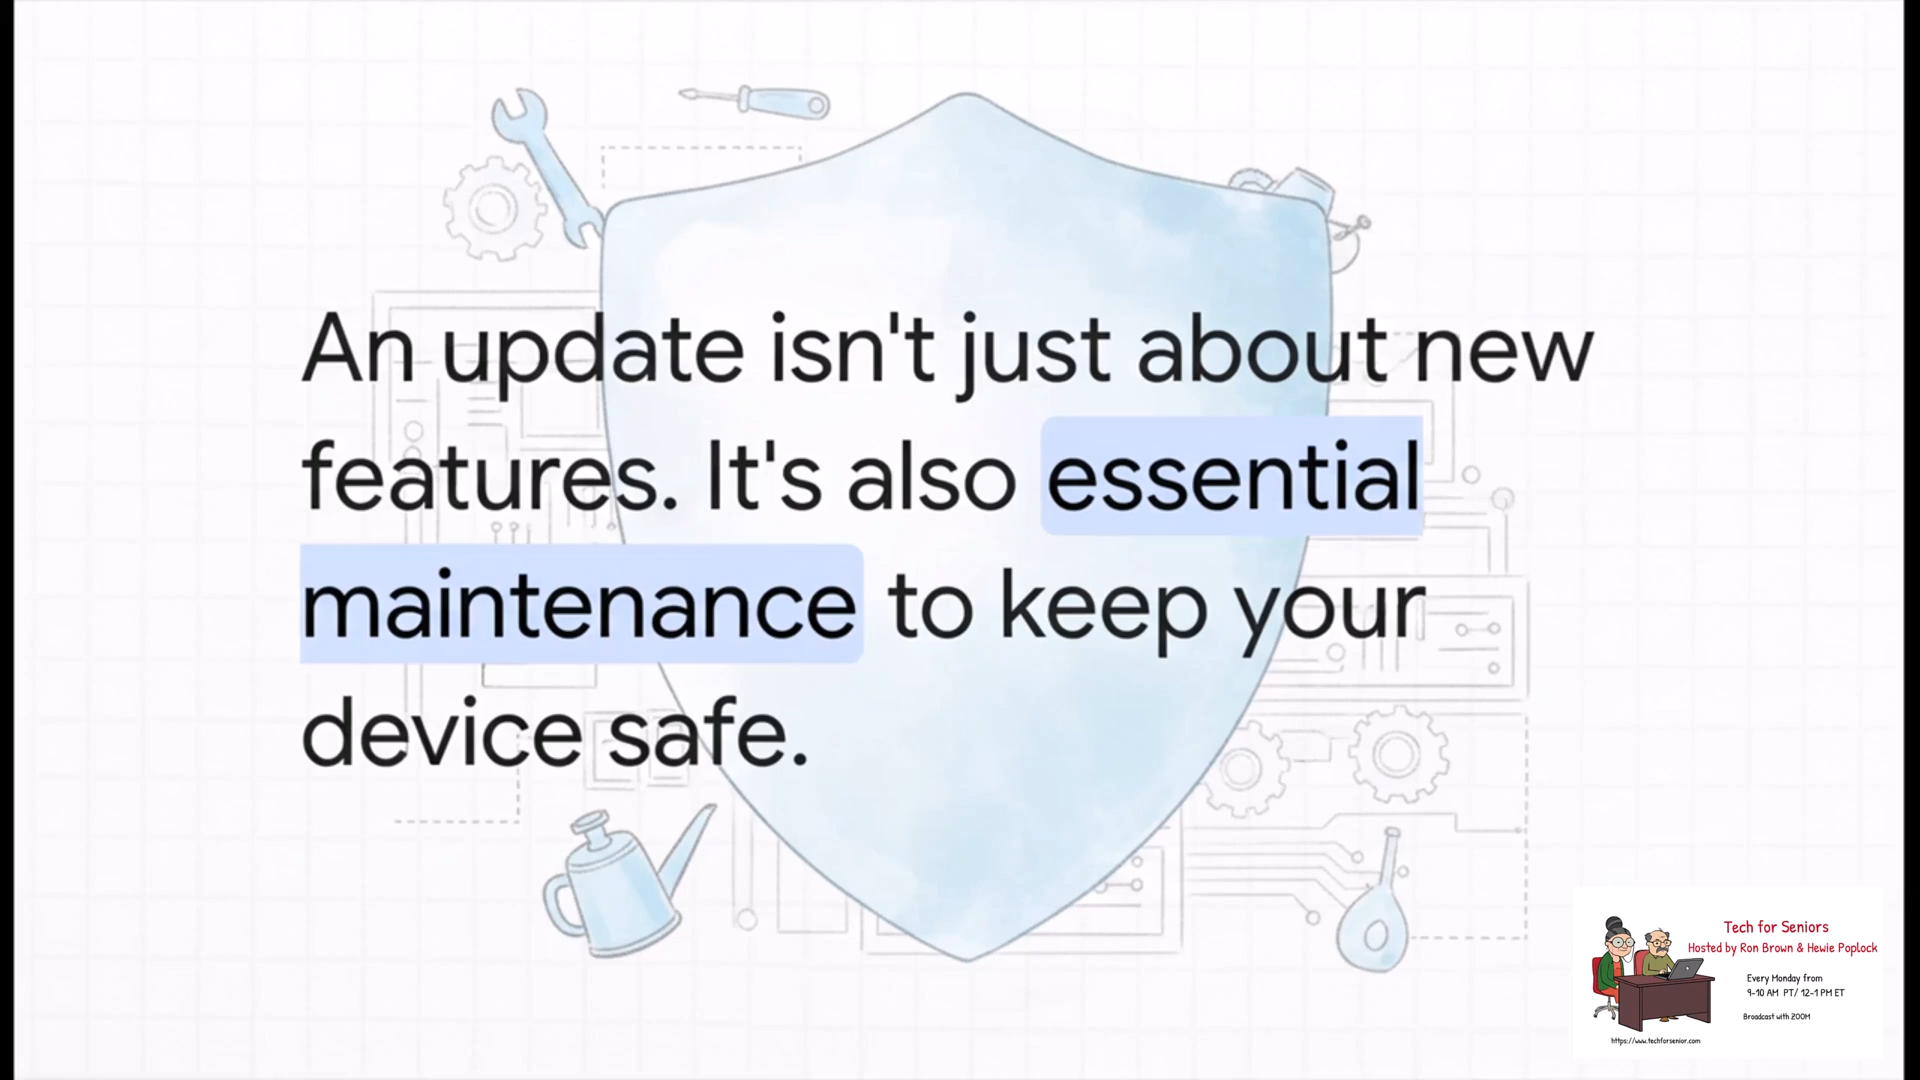 An update isn't just about new
features. It's also essential
maintenance to keep your
device safe.
Tech for Seniors
Hosted by Ron Brown & Hewie Poplock
Every Monday from
9-10 AM PT/ 12-1 PM ET
Broadcast with ZOOM
https://www.techforsenior.com